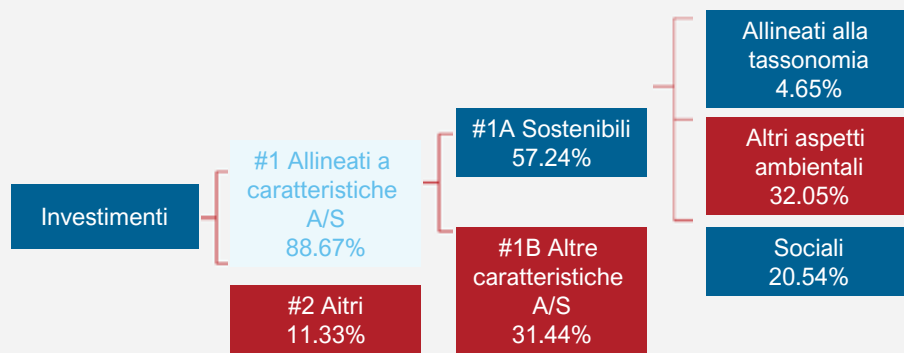 Investimenti
#1 Allineati a
caratteristiche
A/S
88.67%
#2 Aitri
11.33%
#1A Sostenibili
57.24%
#1B Altre
caratteristiche
A/S
31.44%
Allineati alla
tassonomia
4.65%
Altri aspetti
ambientali
32.05%
Sociali
20.54%